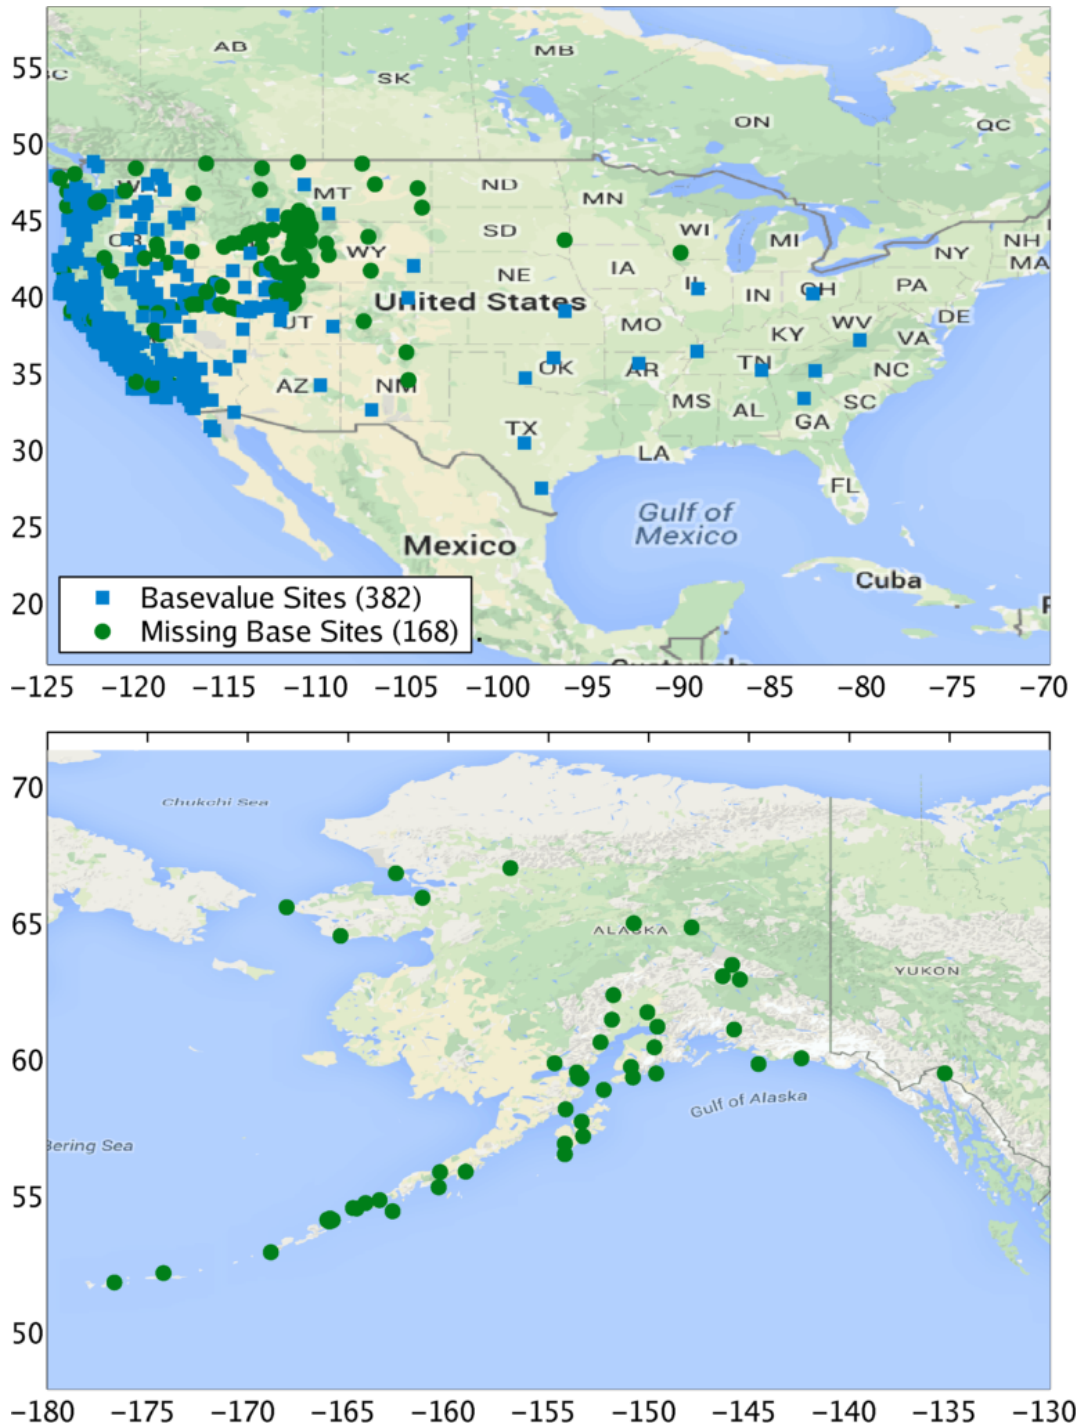 AB
MB
55
SK
ON
QC
50
W
MT
ND
MN
45
SD
WI
MI
NH
OR
WY
NY
MA
NE
IA
IL
IN
OH
PA
40
United States
UT
MO
KY
WV
DE
VA
35
AZ
NM
OK
AR
TN
NC
MS
AL
SC
GA
TX
30
LA
FL
Gulf of
Mexico
25
Mexico
Cuba
20
Basevalue Sites (382)
Missing Base Sites (168)
−125 −120 −115 −110 −105 −100 −95 −90 −85 −80 −75 −70
70
Chukchi Sea
65
ALASKA
YUKON
60
Gulf of Alaska
Bering Sea
55
50
−180 −175 −170 −165 −160 −155 −150 −145 −140 −135 −130